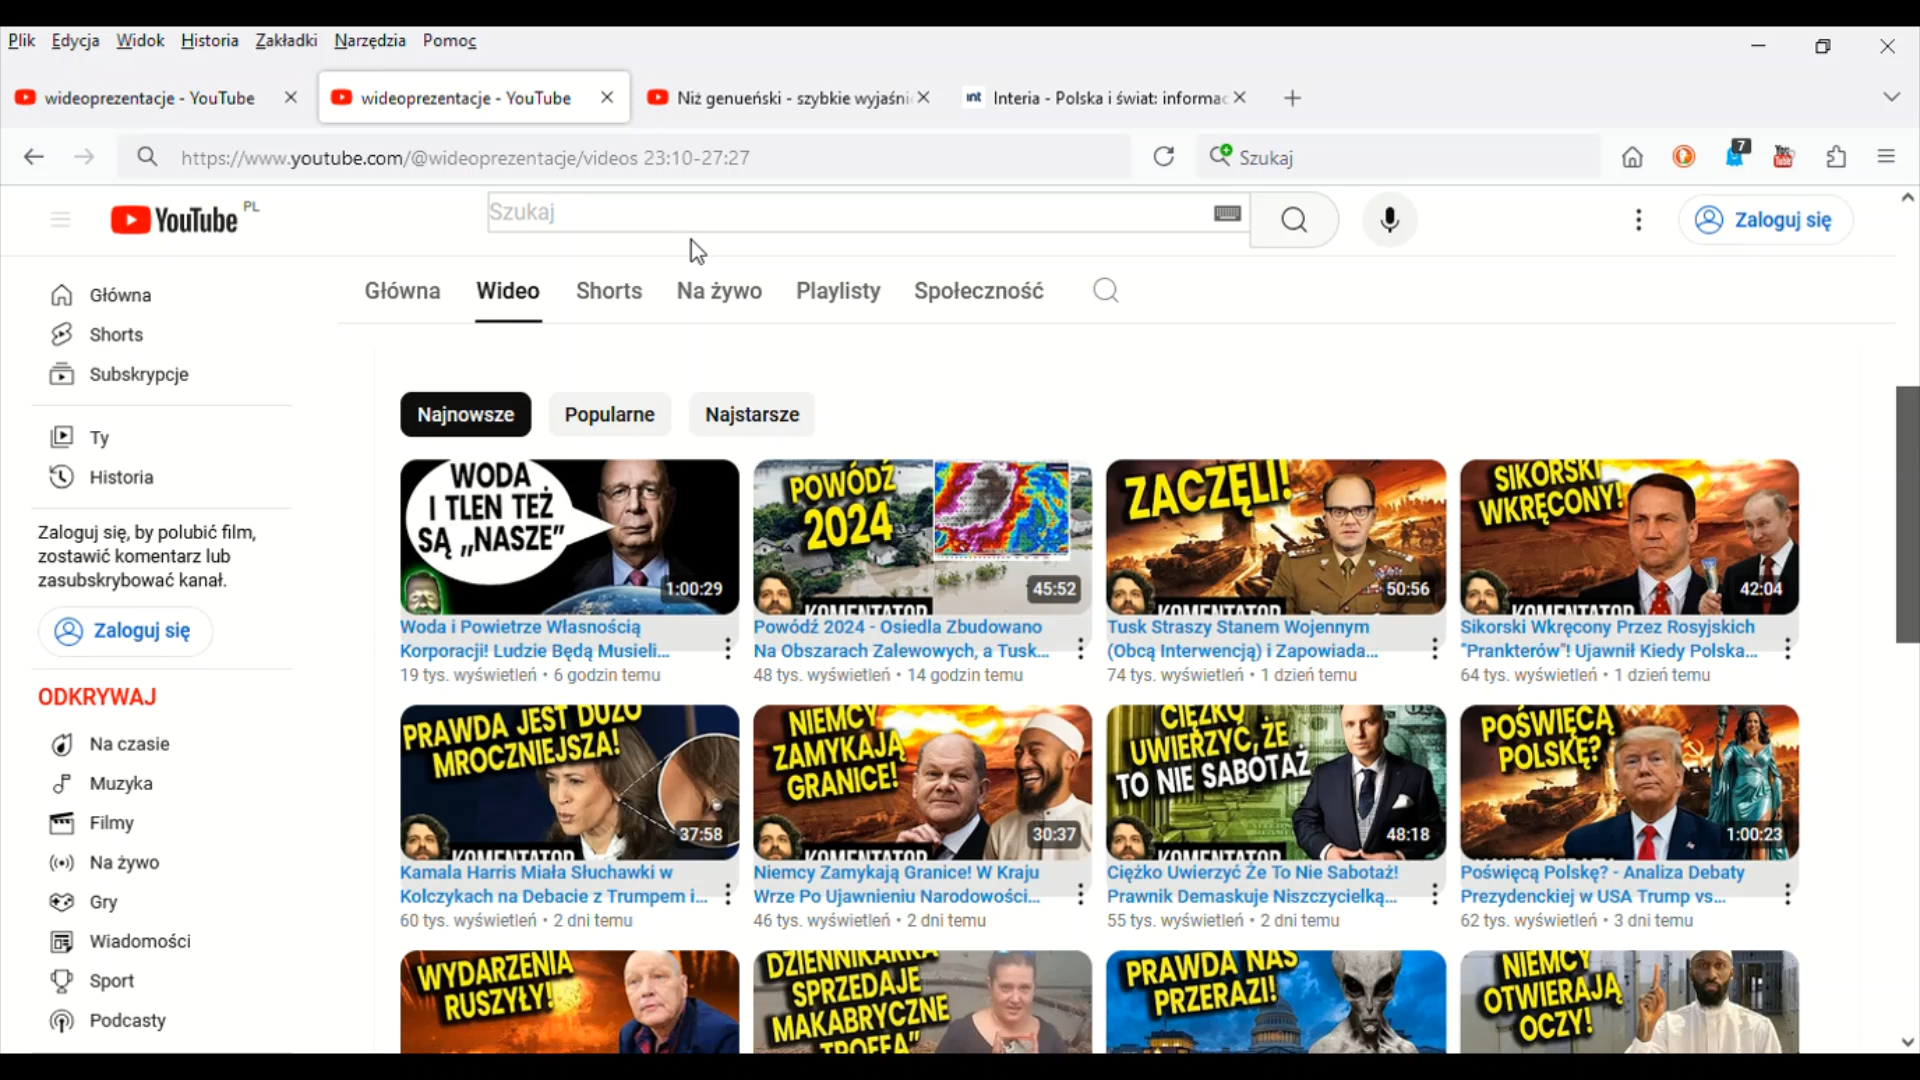 Plik Edycja Widok Historia Zakładki Narzędzia Pomoc
wideoprezentacje - YouTube
wideoprezentacje - YouTube
Niż genueński - szybkie wyjaśni
int Interia - Polska i świat: informac
https://www.youtube.com/@wideoprezentacje/videos 23:10-27:27
Szukaj
7
YouTube PL
Szukaj
Zaloguj się
Główna
Wideo
Shorts
Na żywo
Playlisty
Społeczność
Główna
Shorts
Subskrypcje
Ty
Historia
Zaloguj się, by polubić film,
zostawić komentarz lub
zasubskrybować kanał.
Zaloguj się
ODKRYWAJ
Na czasie
Muzyka
Filmy
Na żywo
Gry
Wiadomości
Sport
Podcasty
Najnowsze
Popularne
Najstarsze
WODA
I TLEN TEŻ
SĄ „NASZE”
1:00:29
Woda i Powietrze Własnością
Korporacji! Ludzie Będą Musieli...
19 tys. wyświetleń • 6 godzin temu
POWÓDŹ
2024
KOMENTATOR
45:52
Powódź 2024 - Osiedla Zbudowano
Na Obszarach Zalewowych, a Tusk...
48 tys. wyświetleń • 14 godzin temu
ZACZĘLI!
KOMENTATOR
50:56
Tusk Straszy Stanem Wojennym
(Obcą Interwencją) i Zapowiada...
74 tys. wyświetleń • 1 dzień temu
SIKORSKI
WKRĘCONY!
KOMENTATOR
42:04
Sikorski Wkręcony Przez Rosyjskich
"Prankterów"! Ujawnił Kiedy Polska...
64 tys. wyświetleń • 1 dzień temu
PRAWDA JEST DUŻO
MROCZNIEJSZA!
KOMENTATOR
37:58
Kamala Harris Miała Słuchawki w
Kolczykach na Debacie z Trumpem i...
60 tys. wyświetleń • 2 dni temu
NIEMCY
ZAMYKAJĄ
GRANICE!
KOMENTATOR
30:37
Niemcy Zamykają Granice! W Kraju
Wrze Po Ujawnieniu Narodowości...
46 tys. wyświetleń • 2 dni temu
CIĘŻKO
UWIERZYĆ, ŻE
TO NIE SABOTAŻ
KOMENTATOR
48:18
Ciężko Uwierzyć Że To Nie Sabotaż!
Prawnik Demaskuje Niszczycielką...
55 tys. wyświetleń • 2 dni temu
POŚWIĘCĄ
POLSKĘ?
1:00:23
Poświęcą Polskę? - Analiza Debaty
Prezydenckiej w USA Trump vs...
62 tys. wyświetleń • 3 dni temu
WYDARZENIA
RUSZYŁY!
DZIENNIKARKA
SPRZEDAJE
MAKABRYCZNE
TROFEA”
PRAWDA NAS
PRZERAZI!
NIEMCY
OTWIERAJĄ
OCZY!